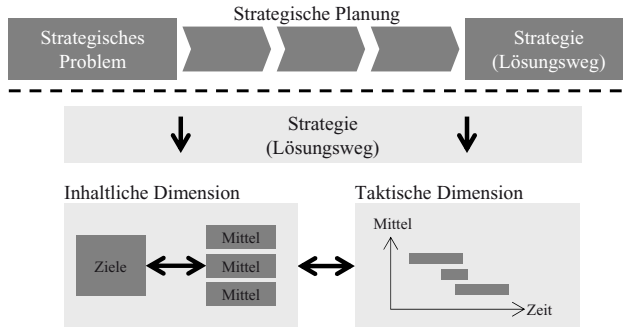 Strategische Planung
Strategisches
Problem
Strategie
(Lösungsweg)
Strategie
(Lösungsweg)
Inhaltliche Dimension
Taktische Dimension
Ziele
Mittel
Mittel
Mittel
Mittel
Zeit